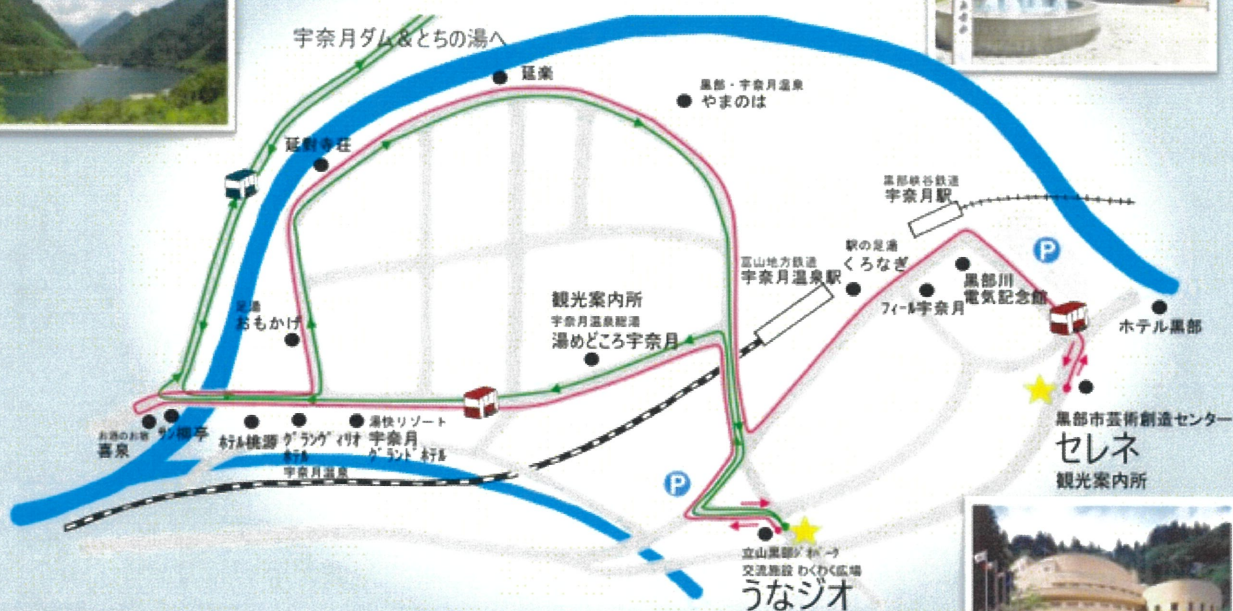 宇奈月ダム&とちの湯へ
延楽
黒部・宇奈月温泉
やまのは
延對寺荘
黒部峡谷鉄道
宇奈月駅
P
駅の足湯
くろなぎ
富山地方鉄道
宇奈月温泉駅
黒部川
電気記念館
フィール宇奈月
ホテル黒部
足湯
おもかげ
観光案内所
宇奈月温泉総湯
湯めどころ宇奈月
お酒のお宿
喜泉
サン柳亭
ホテル桃源
グランヴィリオ
ホテル
宇奈月温泉
湯快リゾート
宇奈月
グランドホテル
黒部市芸術創造センター
セレネ
観光案内所
P
立山黒部ジオパーク
交流施設 わくわく広場
うなジオ